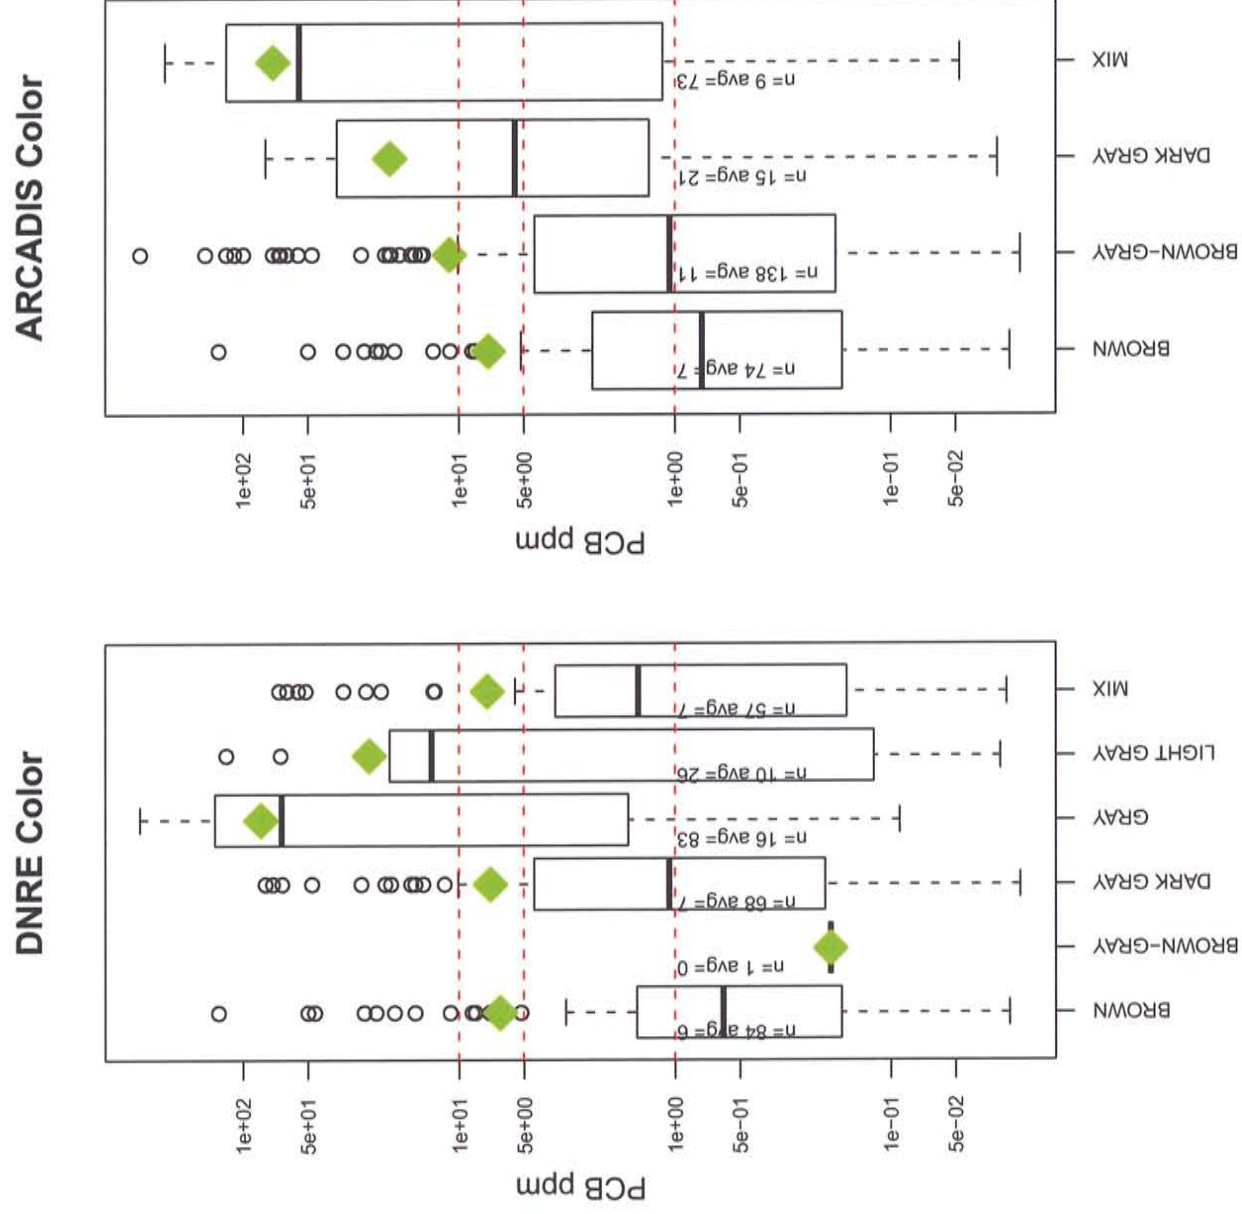 ARCADIS Color
n= 9 avg= 73
MIX
n= 15 avg= 21
DARK GRAY
n= 138 avg= 11
BROWN-GRAY
n= 74 avg= 7
BROWN
1e+02
5e+01
1e+01
5e+00
1e+00
5e-01
1e-01
5e-02
PCB ppm
DNRE Color
n= 57 avg= 7
MIX
n= 10 avg= 26
LIGHT GRAY
n= 16 avg= 83
GRAY
n= 68 avg= 7
DARK GRAY
n= 1 avg= 0
BROWN-GRAY
n= 84 avg= 6
BROWN
1e+02
5e+01
1e+01
5e+00
1e+00
5e-01
1e-01
5e-02
PCB ppm